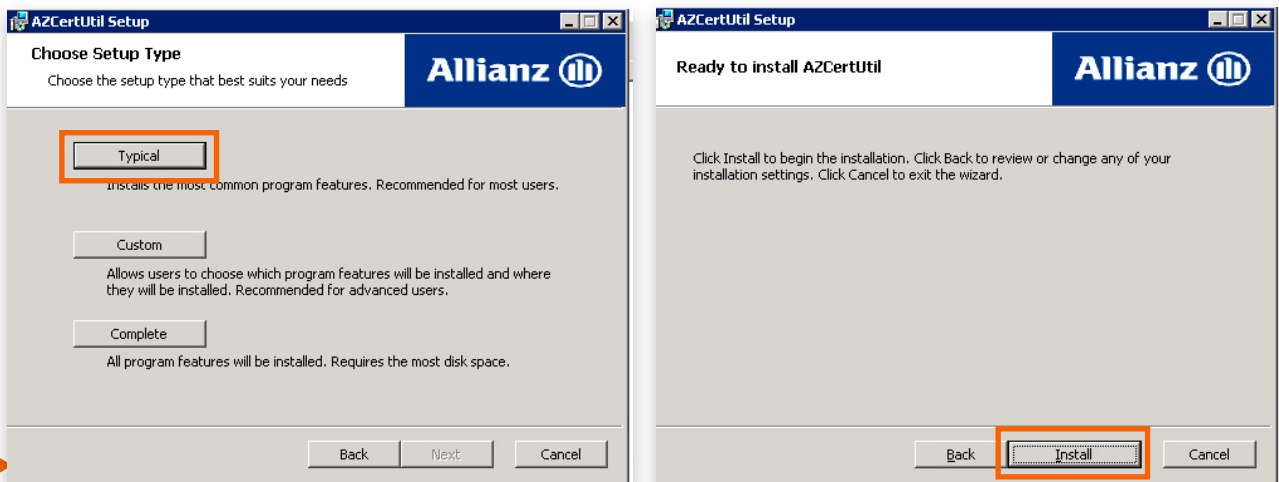 AZCertUtil Setup
Choose Setup Type
Choose the setup type that best suits your needs
Allianz
Typical
Installs the most common program features. Recommended for most users.
Custom
Allows users to choose which program features will be installed and where
they will be installed. Recommended for advanced users.
Complete
All program features will be installed. Requires the most disk space.
Back
Next
Cancel
AZCertUtil Setup
Ready to install AZCertUtil
Allianz
Click Install to begin the installation. Click Back to review or change any of your
installation settings. Click Cancel to exit the wizard.
Back
Install
Cancel